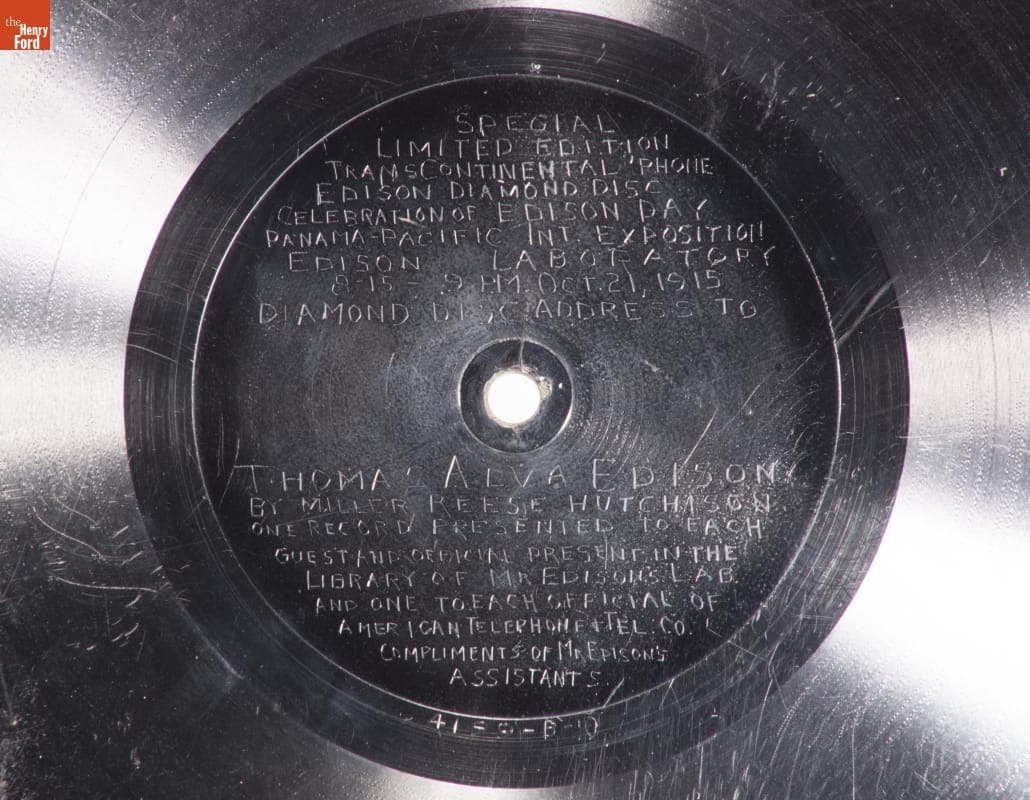 the
Henry
Ford
SPECIAL
LIMITED EDITION
TRANSCONTINENTAL 'PHONE
EDISON DIAMOND DISC
CELEBRATION OF EDISON DAY
PANAMA-PACIFIC INT. EXPOSITION
EDISON LABORATORY
8-15 - 9 PM OCT. 21, 1915
DIAMOND DISC ADDRESS TO
THOMAS ALVA EDISON
BY MILLER REESE HUTCHISON.
ONE RECORD PRESENTED TO EACH
GUEST AND OFFICIAL PRESENT IN THE
LIBRARY OF MR EDISON'S LAB.
AND ONE TO EACH OFFICIAL OF
AMERICAN TELEPHONE & TEL. CO.
COMPLIMENTS OF MR EDISON'S
ASSISTANTS.